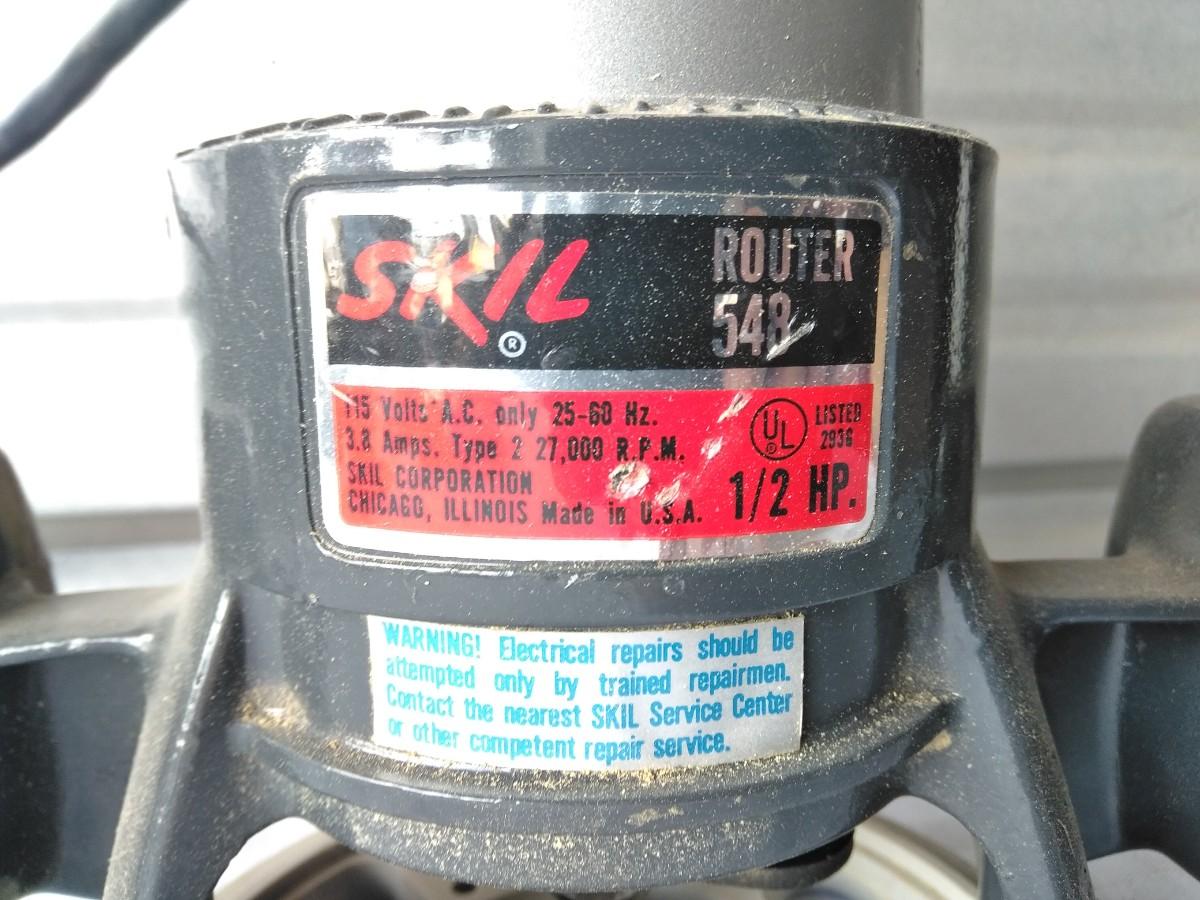 SKIL
®
ROUTER
548
115 Volts A.C. only 25-60 Hz.
3.8 Amps. Type 2 27,000 R.P.M.
SKIL CORPORATION
CHICAGO, ILLINOIS Made in U.S.A.
UL
®
LISTED
293G
1/2 HP.
WARNING! Electrical repairs should be
attempted only by trained repairmen.
Contact the nearest SKIL Service Center
or other competent repair service.